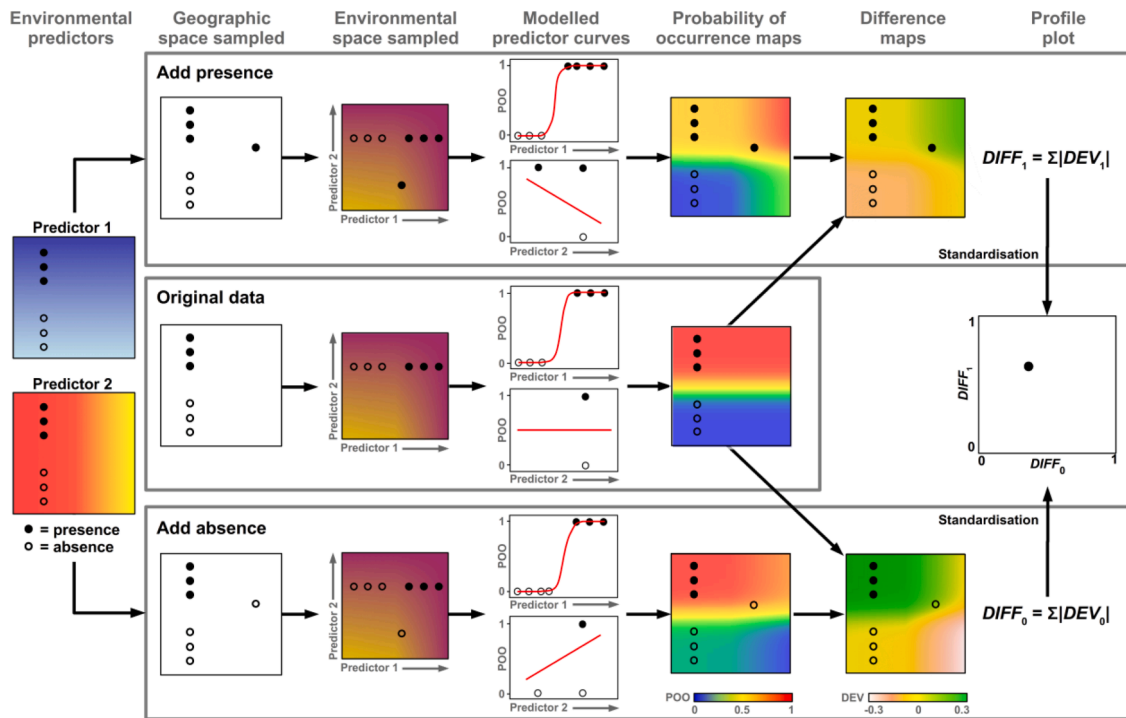 Environmental predictors
Geographic space sampled
Environmental space sampled
Modelled predictor curves
Probability of occurrence maps
Difference maps
Profile plot
Add presence
Predictor 2
Predictor 1
1
POO
0
Predictor 1
POO
0
Predictor 2
DIFF₁ = Σ|DEV₁|
Standardisation
Predictor 1
Predictor 2
● = presence
○ = absence
Original data
Predictor 2
Predictor 1
1
POO
0
Predictor 1
1
POO
0
Predictor 2
1
DIFF₁
0
0
DIFF₀
1
Standardisation
Add absence
Predictor 2
Predictor 1
1
POO
0
Predictor 1
1
POO
0
Predictor 2
POO
0
0.5
1
DEV
-0.3
0
0.3
DIFF₀ = Σ|DEV₀|